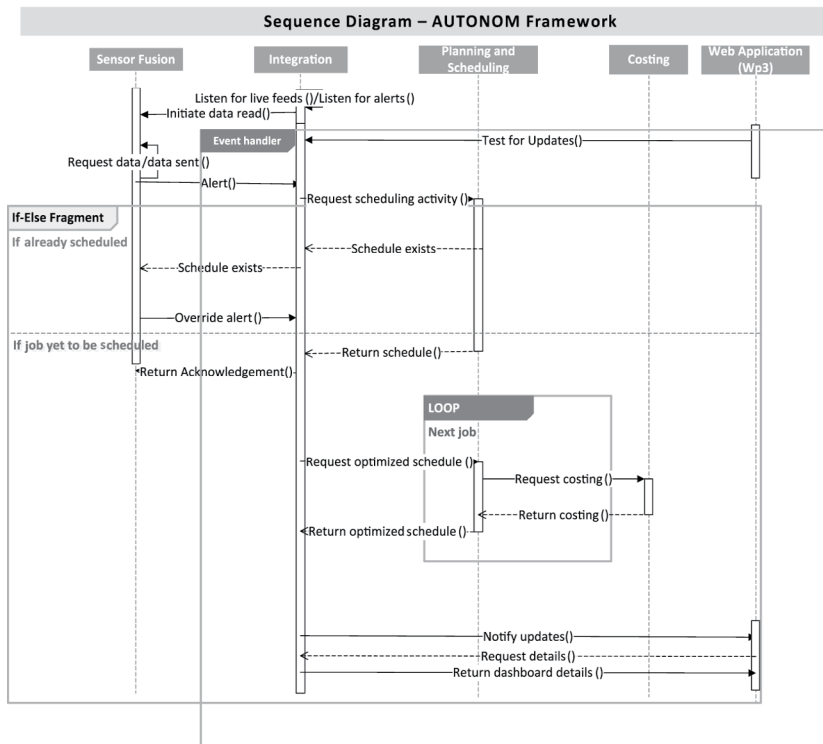 Sequence Diagram – AUTONOM Framework
Sensor Fusion
Integration
Planning and
Scheduling
Costing
Web Application
(Wp3)
Listen for live feeds ()/Listen for alerts()
Initiate data read()
Event handler
Test for Updates()
Request data/data sent()
Alert()
Request scheduling activity ()
If-Else Fragment
If already scheduled
Schedule exists
Schedule exists
Override alert()
If job yet to be scheduled
Return schedule()
Return Acknowledgement()
LOOP
Next job
Request optimized schedule ()
Request costing()
Return costing()
Return optimized schedule()
Notify updates()
Request details()
Return dashboard details ()